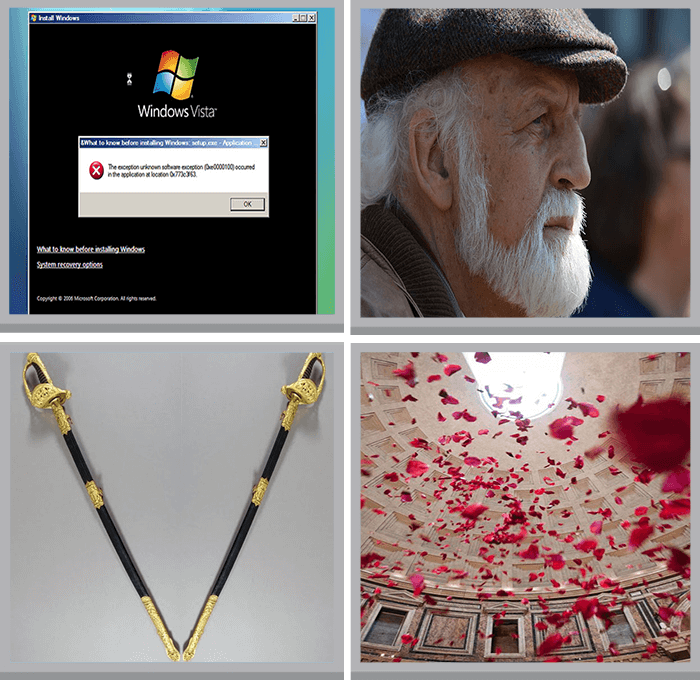 Install Windows
Windows Vista™
What to know before installing Windows: setup.exe - Application ...
The exception unknown software exception (0xe0000100) occurred
in the application at location 0x773c3f63.
OK
What to know before installing Windows
System recovery options
Copyright © 2006 Microsoft Corporation. All rights reserved.